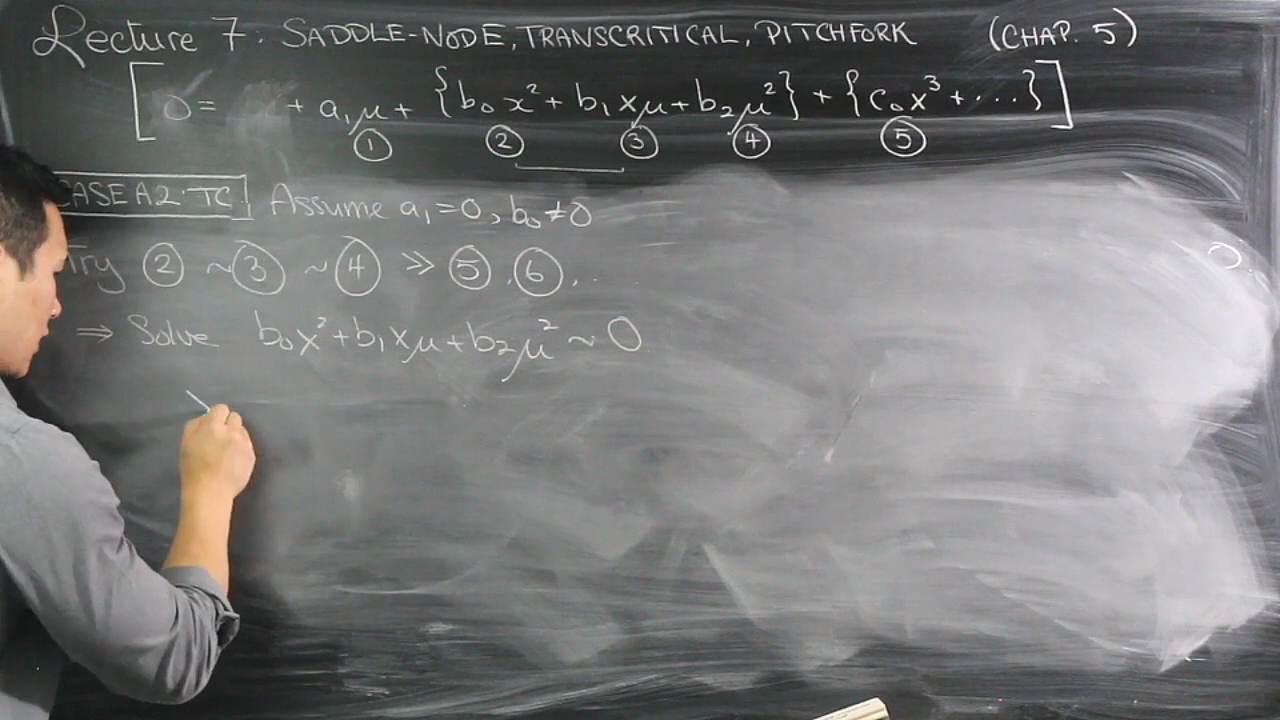 Lecture 7: SADDLE-NODE, TRANSCRITICAL, PITCHFORK (CHAP. 5)
[ 0 = + a₁μ + {b₀x² + b₁xμ + b₂μ²} + {c₀x³ + ...} ]
① ② ③ ④ ⑤
CASE A2: TC Assume a₁=0, b₀≠0
Try ② ~ ③ ~ ④ ≫ ⑤, ⑥, ..
⇒ Solve b₀x² + b₁xμ + b₂μ² ~ 0